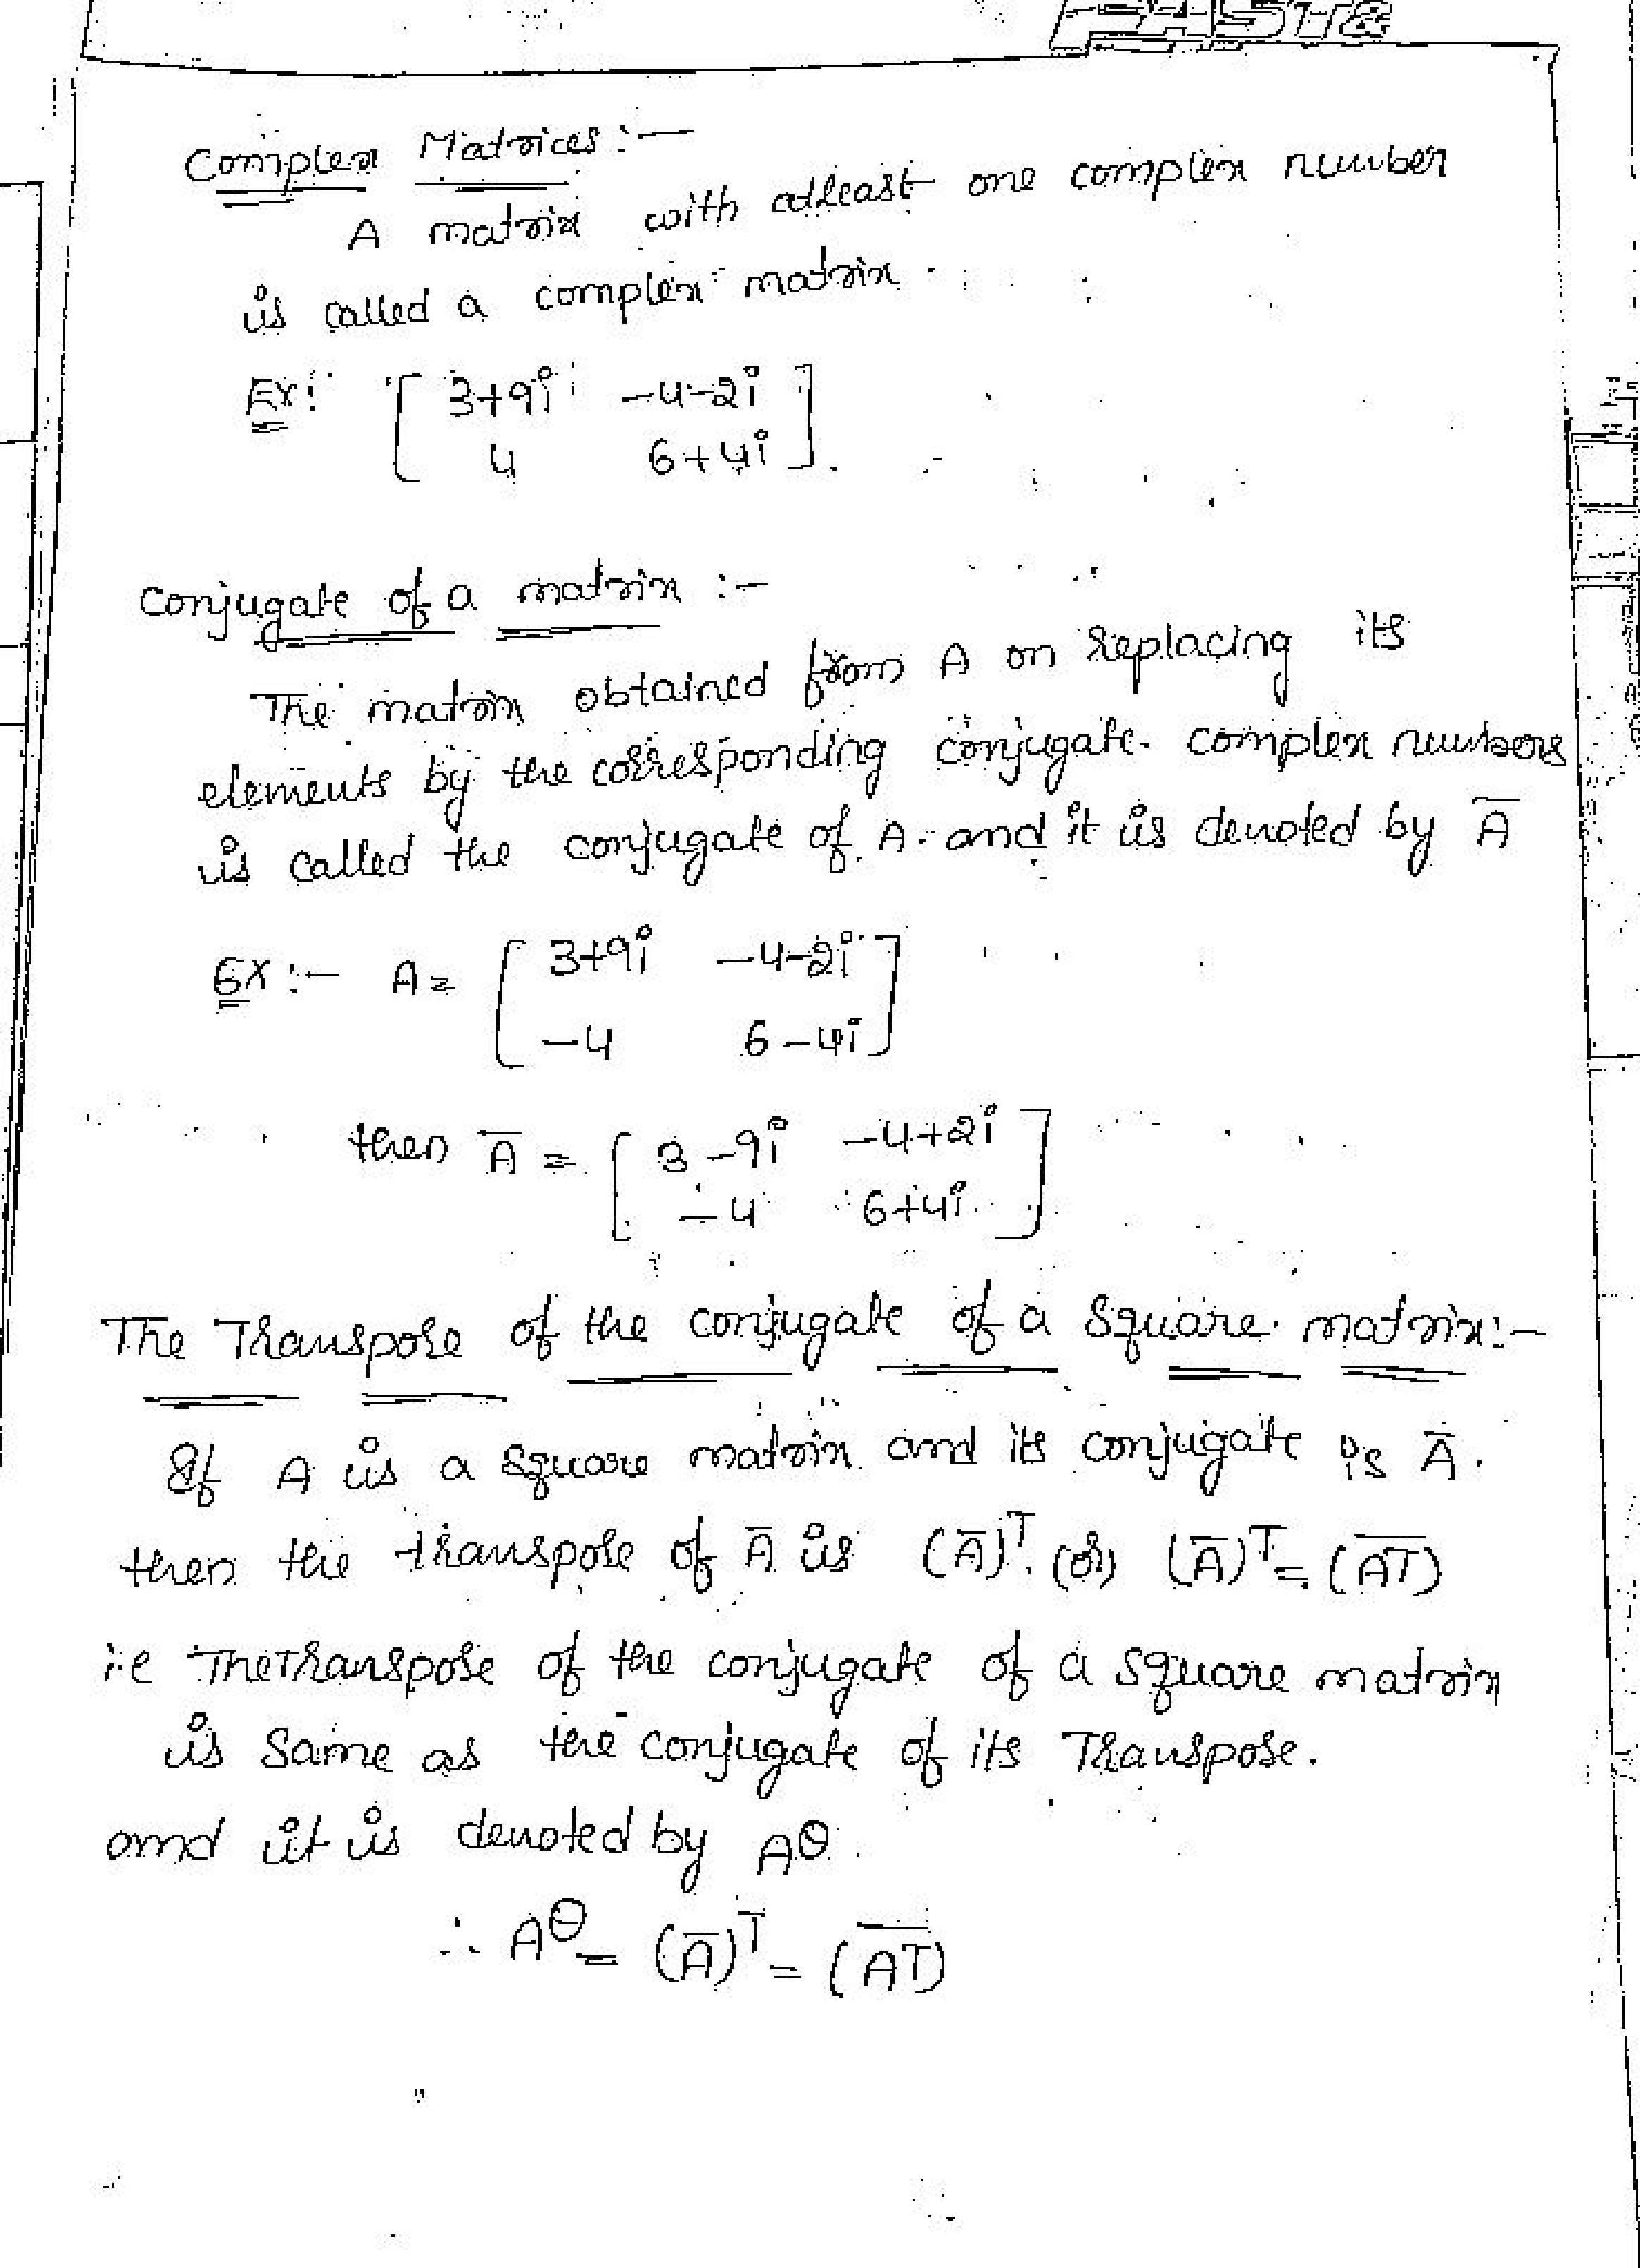 FAST &
Complex Matrices :-
A matrix with atleast one complex number
is called a complex matrix.
Ex: [ 3+9i -4-2i ]
4 6+4i
Conjugate of a matrix :-
The matrix obtained from A on replacing its
elements by the corresponding conjugate complex numbers
is called the conjugate of A. and it is denoted by A̅
Ex :- A = [ 3+9i -4-2i ]
-4 6-4i
then A̅ = [ 3-9i -4+2i ]
-4 6+4i
The Transpose of the conjugate of a square matrix:-
If A is a square matrix and its conjugate is A̅.
then the transpose of A̅ is (A̅)ᵀ. (or) (A̅)ᵀ = (A̅T̅)
i.e The Transpose of the conjugate of a square matrix
is same as the conjugate of its Transpose.
and it is denoted by A^θ.
∴ A^θ = (A̅)ᵀ = (A̅T̅)